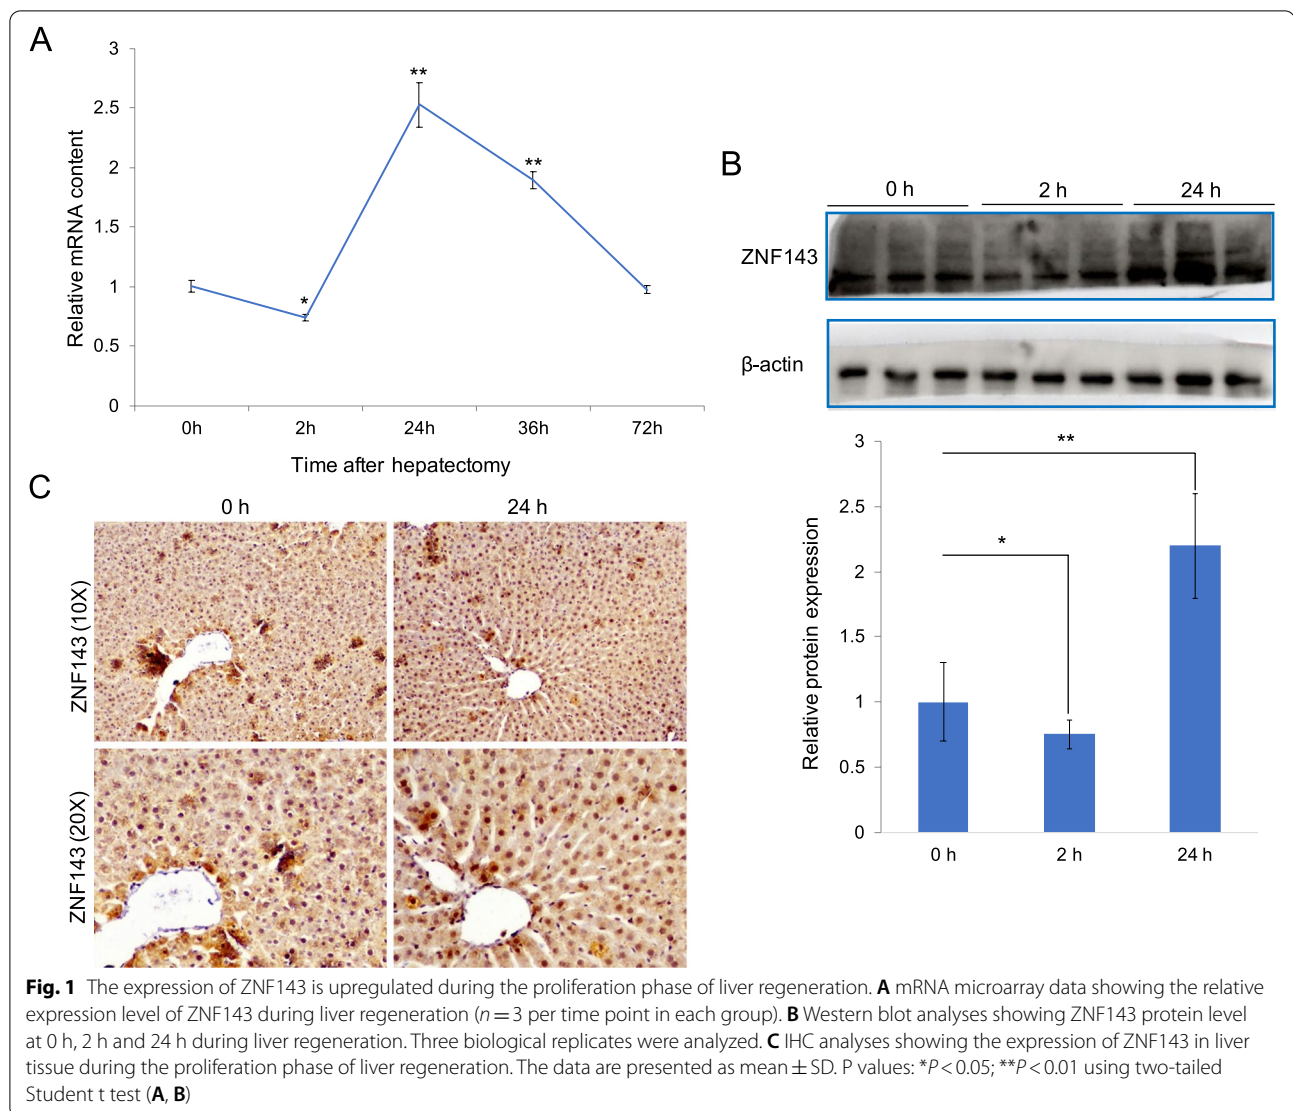 A
3
2.5
2
1.5
1
0.5
0
Relative mRNA content
**
**
*
0h 2h 24h 36h 72h
Time after hepatectomy
B
0 h 2 h 24 h
ZNF143
β-actin
3
2.5
2
1.5
1
0.5
0
Relative protein expression
**
*
0 h 2 h 24 h
C
0 h 24 h
ZNF143 (10X)
ZNF143 (20X)
Fig. 1 The expression of ZNF143 is upregulated during the proliferation phase of liver regeneration. A mRNA microarray data showing the relative
expression level of ZNF143 during liver regeneration (n = 3 per time point in each group). B Western blot analyses showing ZNF143 protein level
at 0 h, 2 h and 24 h during liver regeneration. Three biological replicates were analyzed. C IHC analyses showing the expression of ZNF143 in liver
tissue during the proliferation phase of liver regeneration. The data are presented as mean ± SD. P values: *P < 0.05; **P < 0.01 using two-tailed
Student t test (A, B)